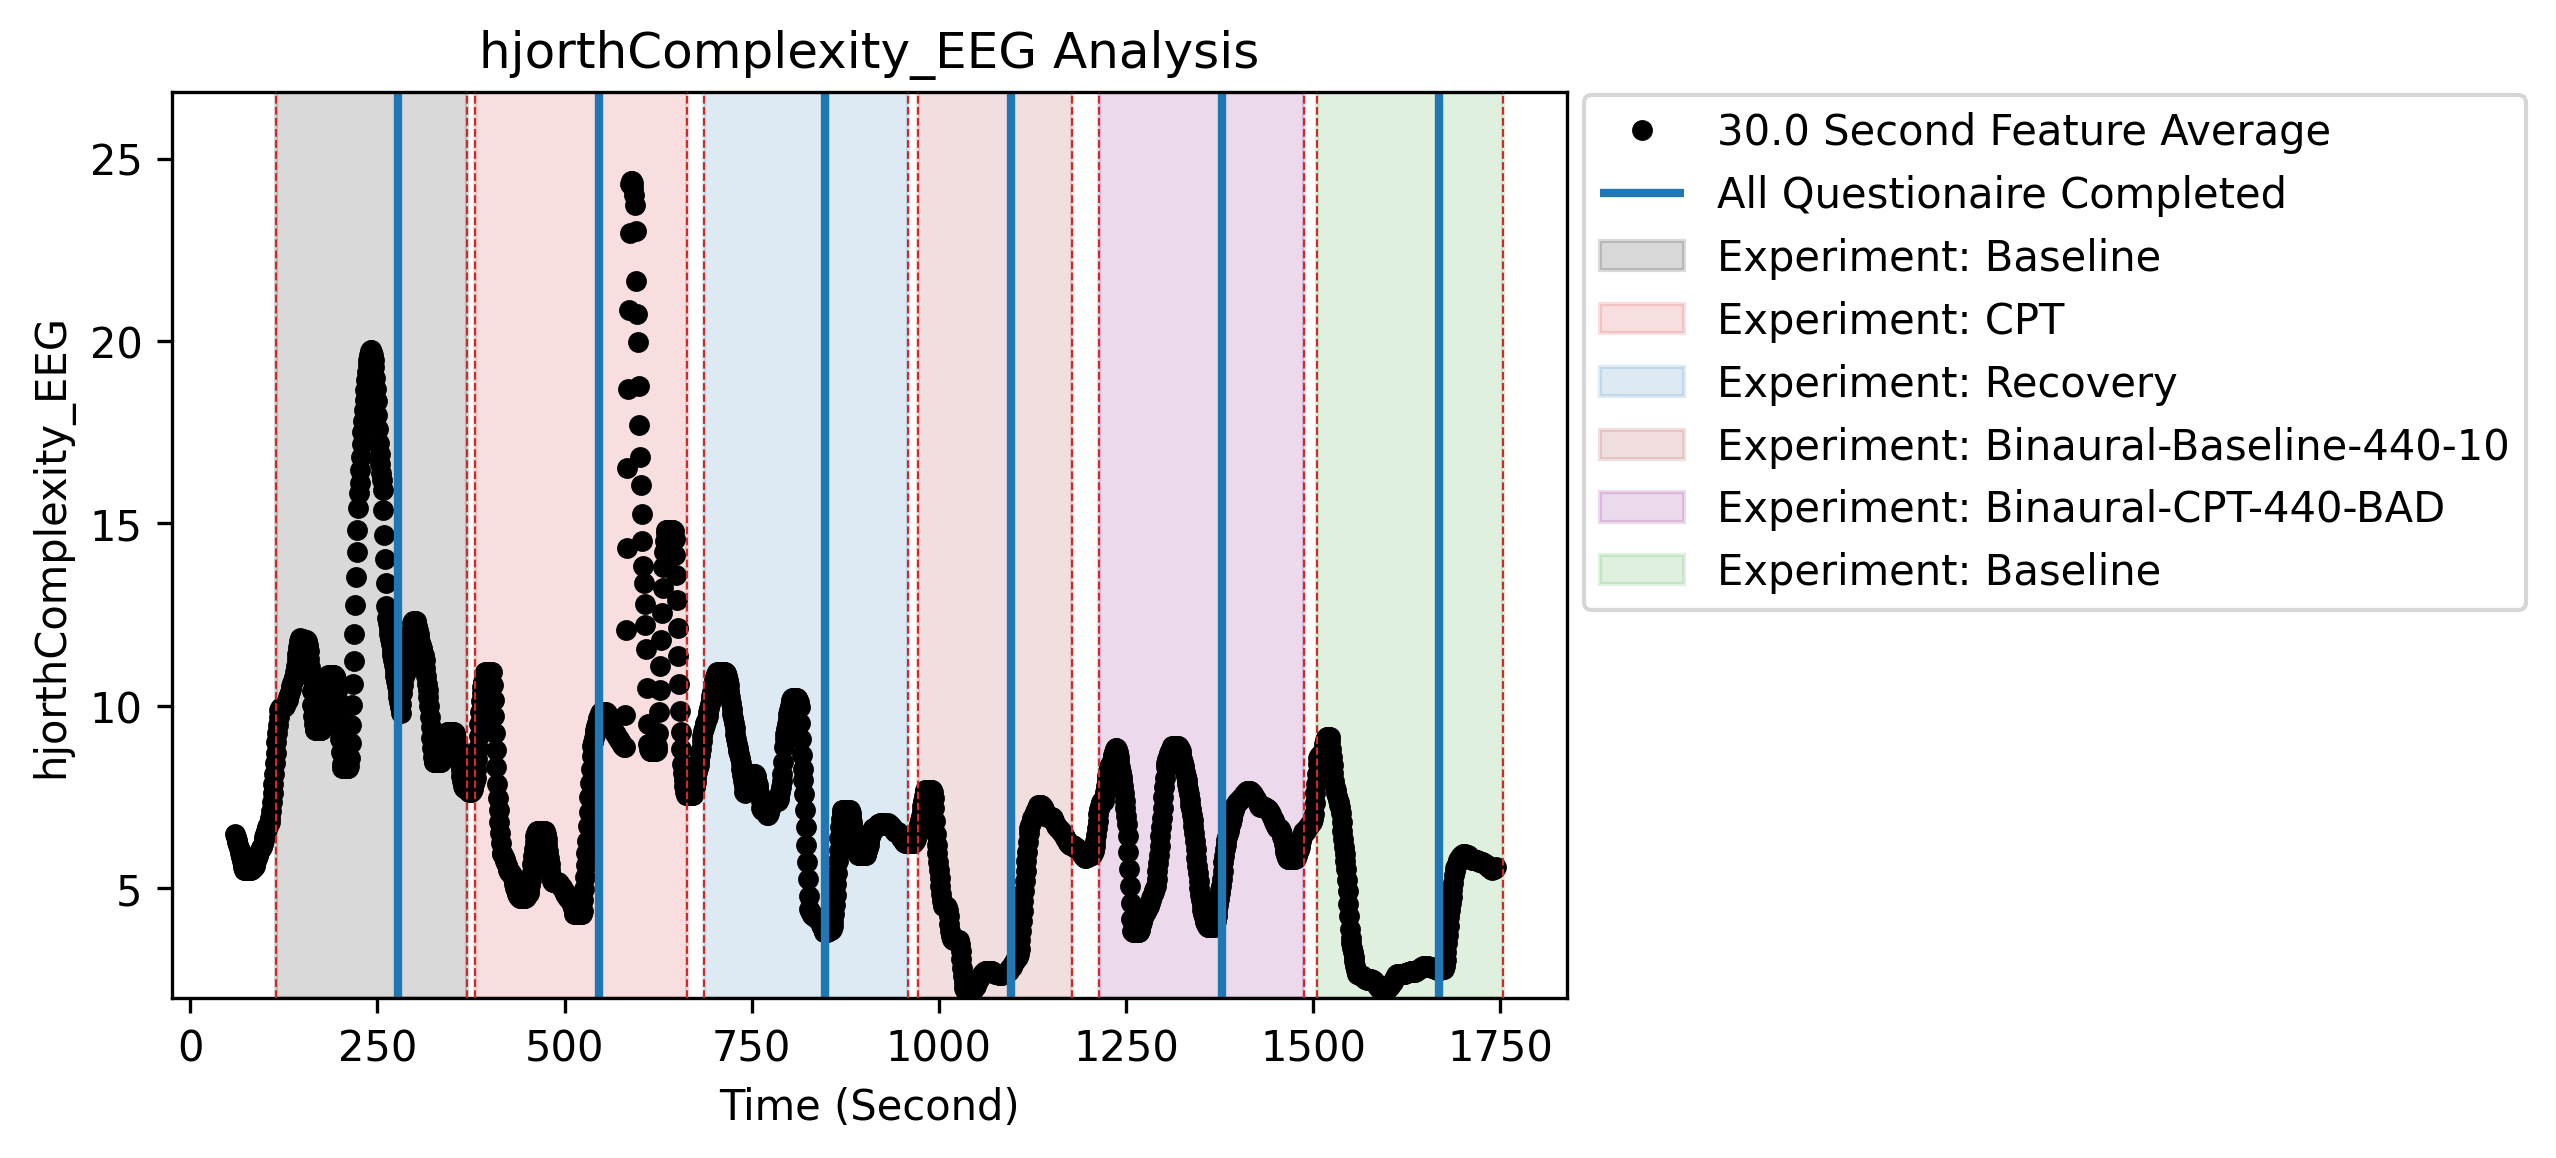 hjorthComplexity_EEG Analysis
hjorthComplexity_EEG
25
20
15
10
5
0
250
500
750
1000
1250
1500
1750
Time (Second)
30.0 Second Feature Average
All Questionaire Completed
Experiment: Baseline
Experiment: CPT
Experiment: Recovery
Experiment: Binaural-Baseline-440-10
Experiment: Binaural-CPT-440-BAD
Experiment: Baseline